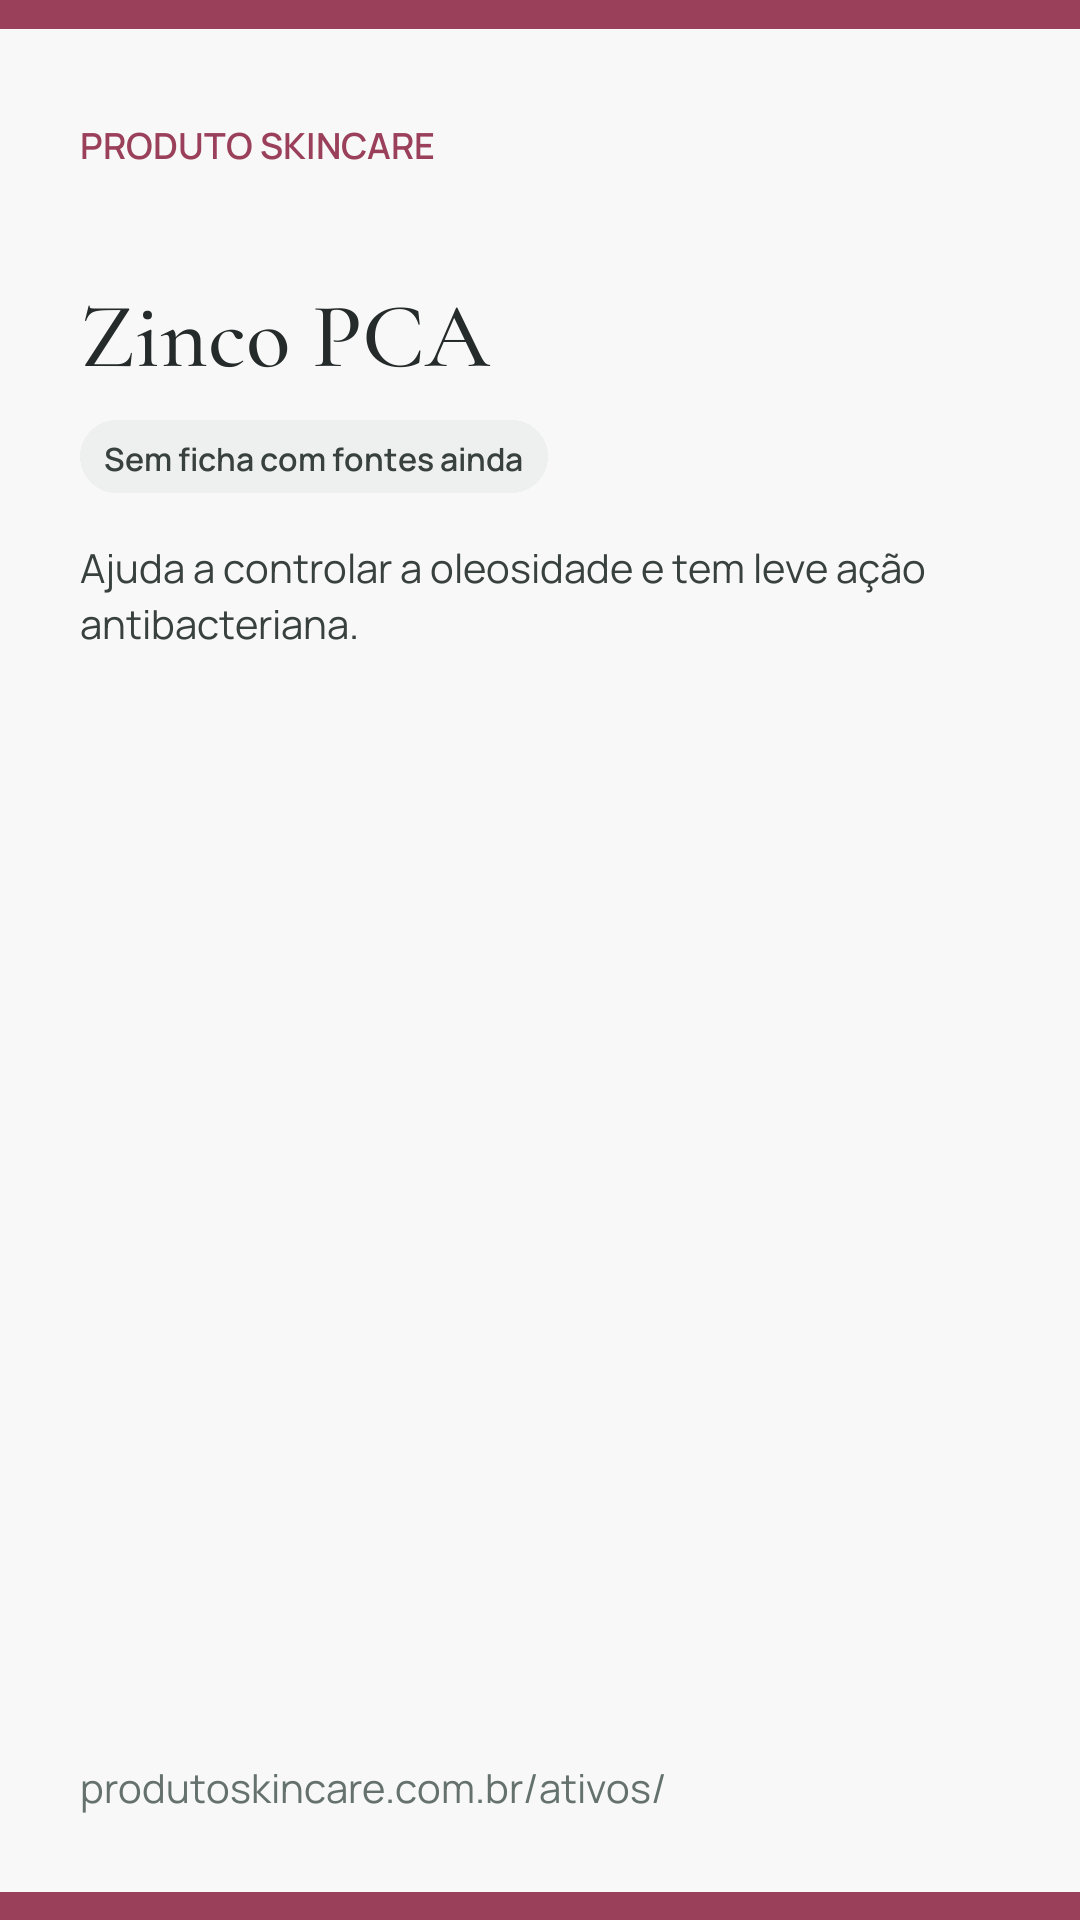 PRODUTO SKINCARE
Zinco PCA
Sem ficha com fontes ainda
Ajuda a controlar a oleosidade e tem leve ação
antibacteriana.
produtoskincare.com.br/ativos/